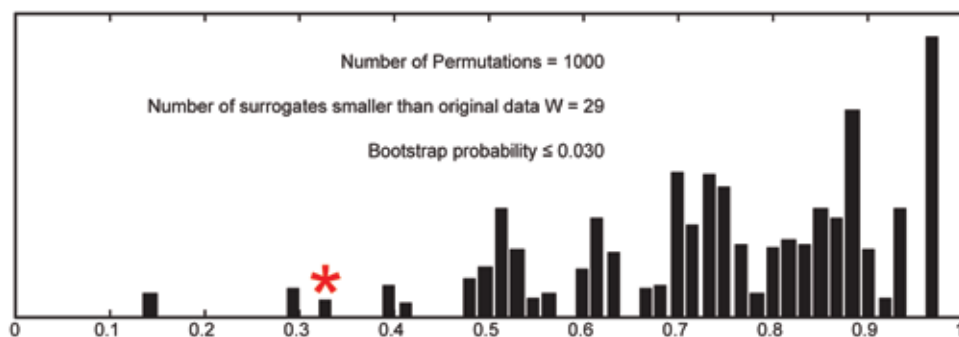 Number of Permutations = 1000
Number of surrogates smaller than original data W = 29
Bootstrap probability ≤ 0.030
*
0 0.1 0.2 0.3 0.4 0.5 0.6 0.7 0.8 0.9 1